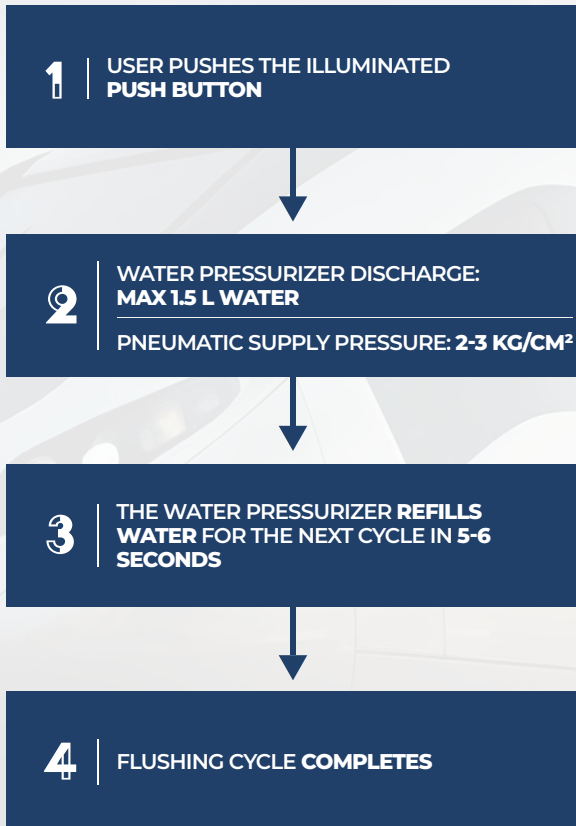 1
USER PUSHES THE ILLUMINATED
PUSH BUTTON
2
WATER PRESSURIZER DISCHARGE:
MAX 1.5 L WATER
PNEUMATIC SUPPLY PRESSURE: 2-3 KG/CM²
3
THE WATER PRESSURIZER REFILLS
WATER FOR THE NEXT CYCLE IN 5-6
SECONDS
4
FLUSHING CYCLE COMPLETES